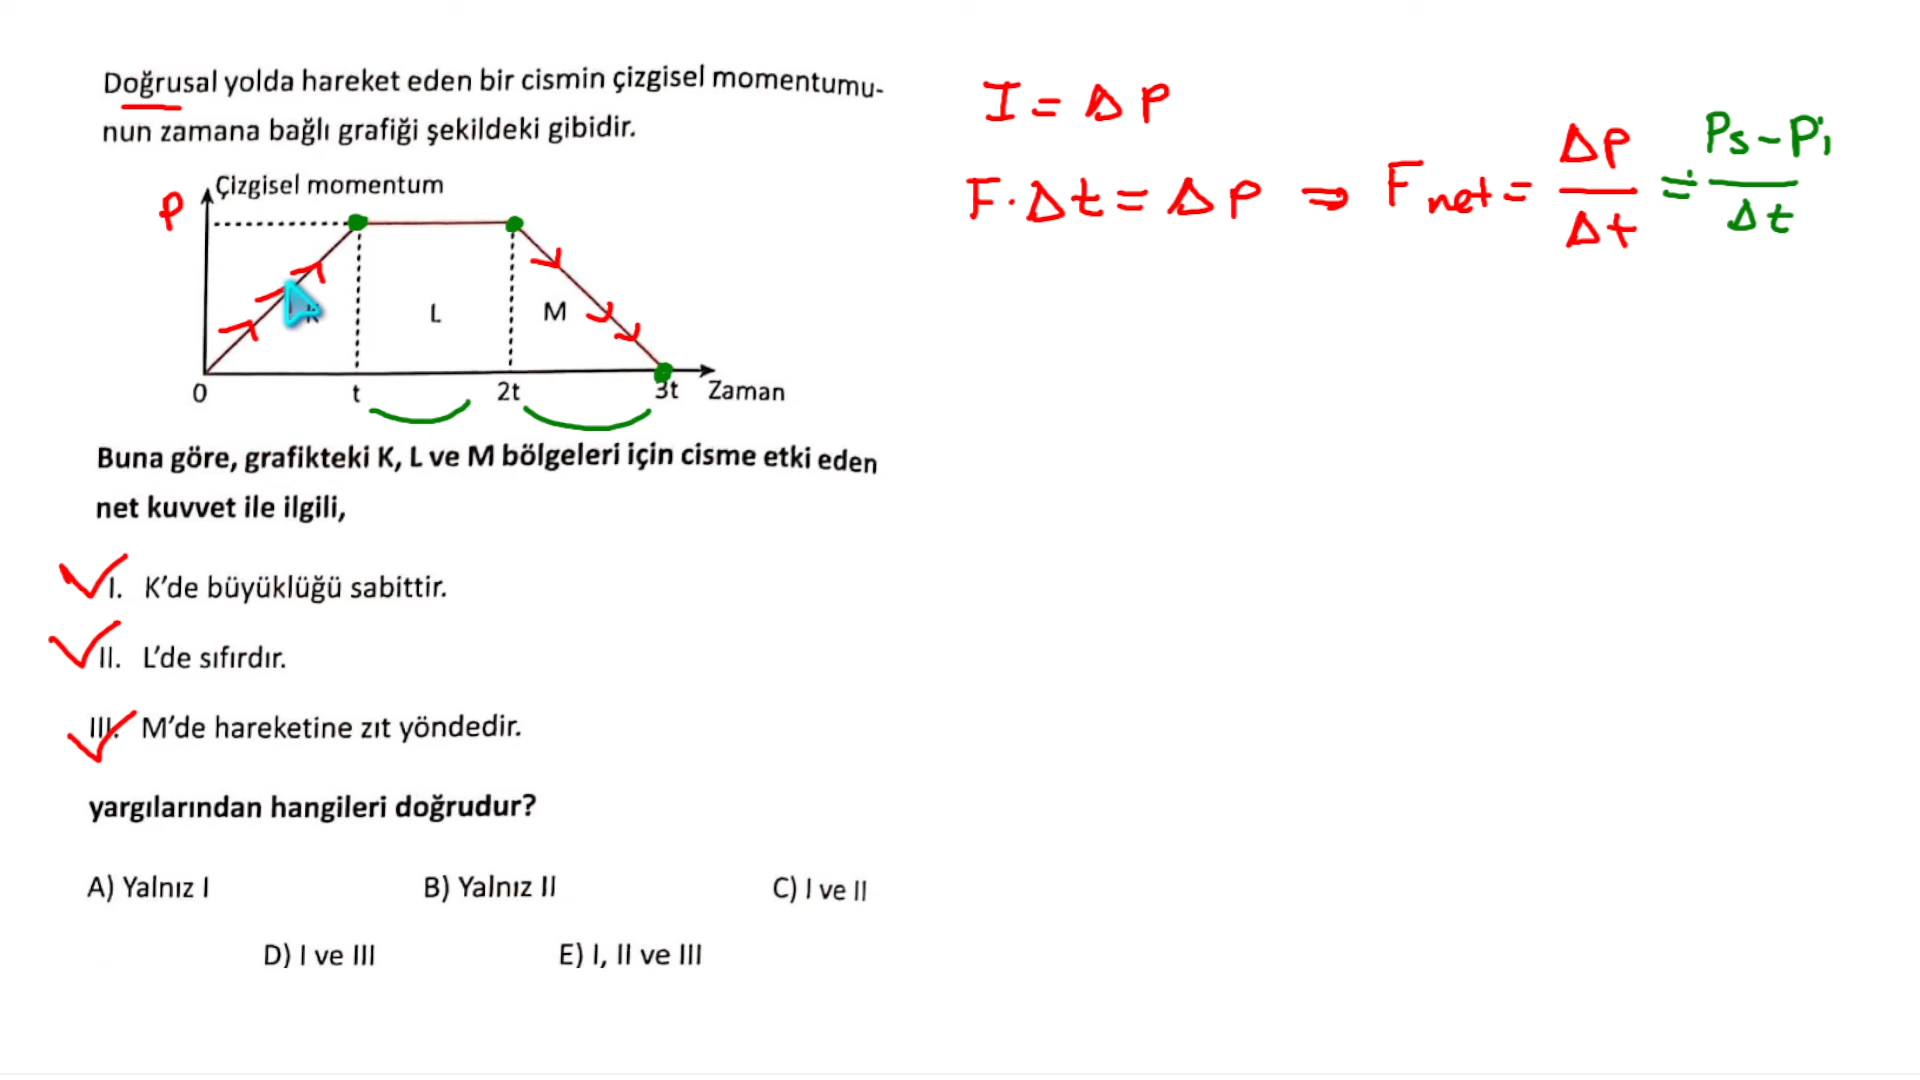 Doğrusal yolda hareket eden bir cismin çizgisel momentumu-
nun zamana bağlı grafiği şekildeki gibidir.
P
Çizgisel momentum
K
L
M
0
t
2t
3t
Zaman
Buna göre, grafikteki K, L ve M bölgeleri için cisme etki eden
net kuvvet ile ilgili,
I. K'de büyüklüğü sabittir.
II. L'de sıfırdır.
III. M'de hareketine zıt yöndedir.
yargılarından hangileri doğrudur?
A) Yalnız I
B) Yalnız II
C) I ve II
D) I ve III
E) I, II ve III
I = Δ P
F. Δt = ΔP ⇒ Fnet = ΔP/Δt = Ps - Pi/Δt